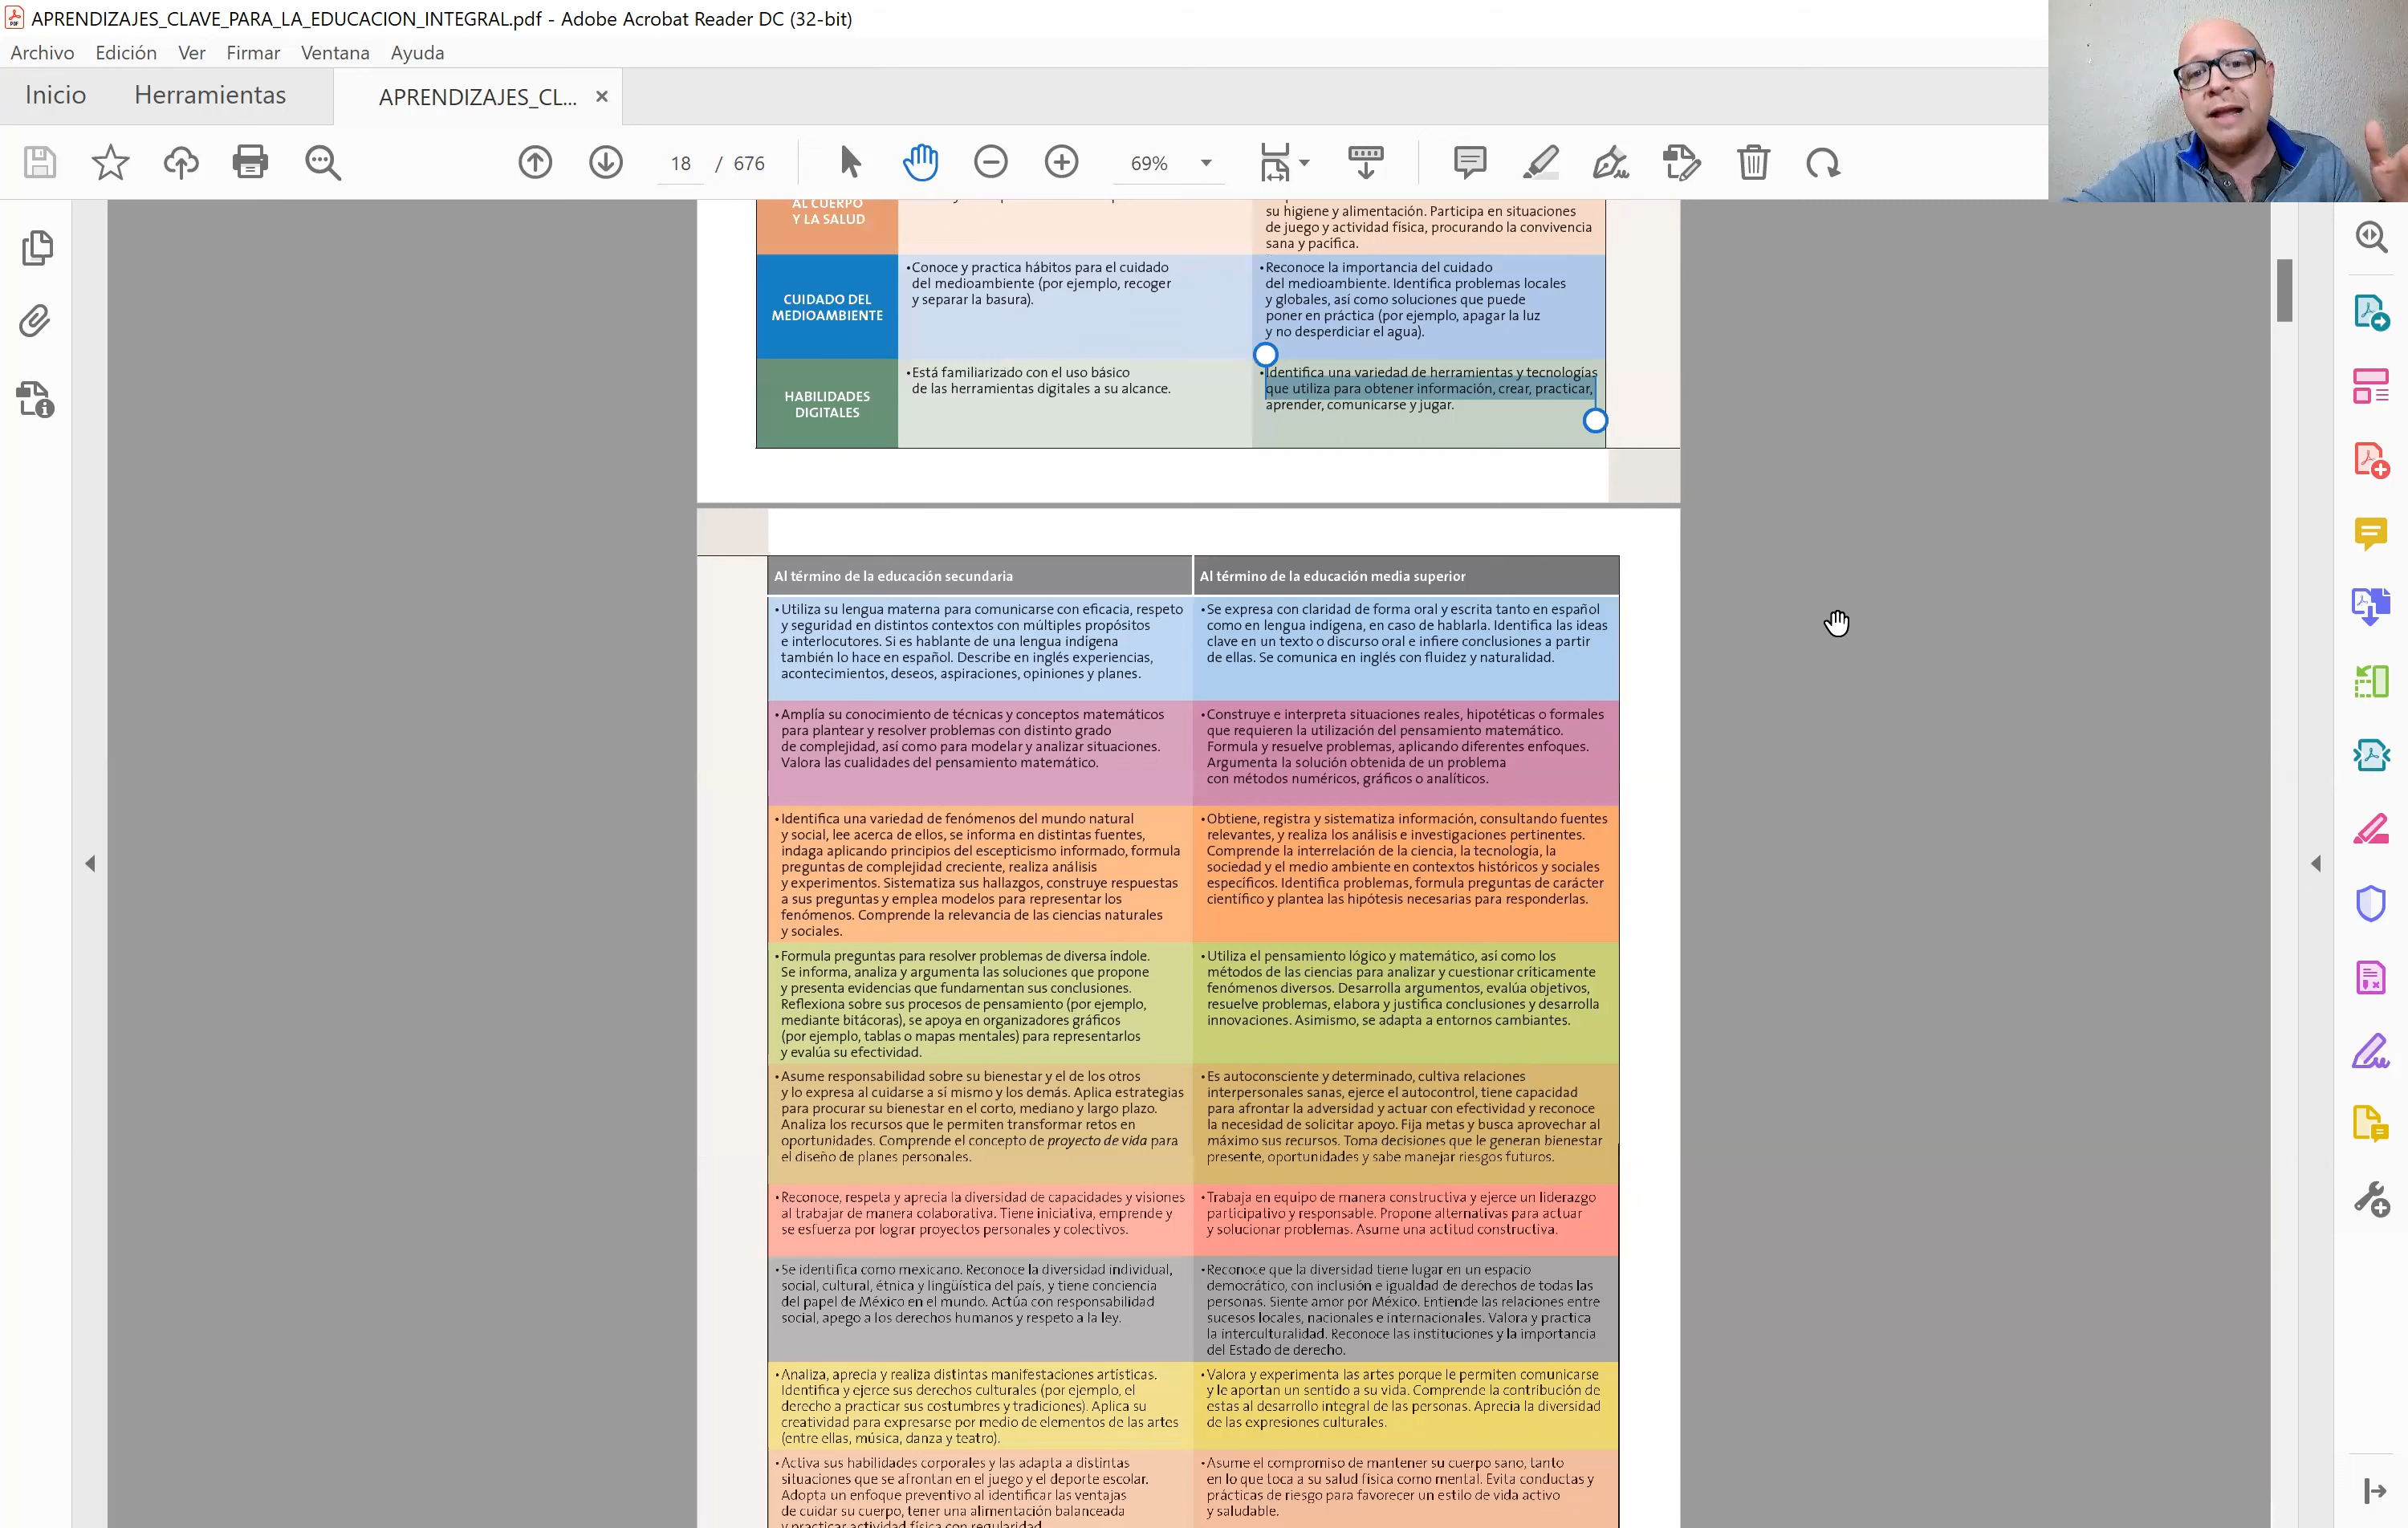 APRENDIZAJES_CLAVE_PARA_LA_EDUCACION_INTEGRAL.pdf - Adobe Acrobat Reader DC (32-bit)
Archivo Edición Ver Firmar Ventana Ayuda
Inicio Herramientas APRENDIZAJES_CL... ×
18 / 676 69%
AL CUERPO
Y LA SALUD
su higiene y alimentación. Participa en situaciones
de juego y actividad física, procurando la convivencia
sana y pacífica.
CUIDADO DEL
MEDIOAMBIENTE
•Conoce y practica hábitos para el cuidado
del medioambiente (por ejemplo, recoger
y separar la basura).
•Reconoce la importancia del cuidado
del medioambiente. Identifica problemas locales
y globales, así como soluciones que puede
poner en práctica (por ejemplo, apagar la luz
y no desperdiciar el agua).
HABILIDADES
DIGITALES
•Está familiarizado con el uso básico
de las herramientas digitales a su alcance.
•Identifica una variedad de herramientas y tecnologías
que utiliza para obtener información, crear, practicar,
aprender, comunicarse y jugar.
Al término de la educación secundaria
Al término de la educación media superior
•Utiliza su lengua materna para comunicarse con eficacia, respeto
y seguridad en distintos contextos con múltiples propósitos
e interlocutores. Si es hablante de una lengua indígena
también lo hace en español. Describe en inglés experiencias,
acontecimientos, deseos, aspiraciones, opiniones y planes.
•Se expresa con claridad de forma oral y escrita tanto en español
como en lengua indígena, en caso de hablarla. Identifica las ideas
clave en un texto o discurso oral e infiere conclusiones a partir
de ellas. Se comunica en inglés con fluidez y naturalidad.
•Amplía su conocimiento de técnicas y conceptos matemáticos
para plantear y resolver problemas con distinto grado
de complejidad, así como para modelar y analizar situaciones.
Valora las cualidades del pensamiento matemático.
•Construye e interpreta situaciones reales, hipotéticas o formales
que requieren la utilización del pensamiento matemático.
Formula y resuelve problemas, aplicando diferentes enfoques.
Argumenta la solución obtenida de un problema
con métodos numéricos, gráficos o analíticos.
•Identifica una variedad de fenómenos del mundo natural
y social, lee acerca de ellos, se informa en distintas fuentes,
indaga aplicando principios del escepticismo informado, formula
preguntas de complejidad creciente, realiza análisis
y experimentos. Sistematiza sus hallazgos, construye respuestas
a sus preguntas y emplea modelos para representar los
fenómenos. Comprende la relevancia de las ciencias naturales
y sociales.
•Obtiene, registra y sistematiza información, consultando fuentes
relevantes, y realiza los análisis e investigaciones pertinentes.
Comprende la interrelación de la ciencia, la tecnología, la
sociedad y el medio ambiente en contextos históricos y sociales
específicos. Identifica problemas, formula preguntas de carácter
científico y plantea las hipótesis necesarias para responderlas.
•Formula preguntas para resolver problemas de diversa índole.
Se informa, analiza y argumenta las soluciones que propone
y presenta evidencias que fundamentan sus conclusiones.
Reflexiona sobre sus procesos de pensamiento (por ejemplo,
mediante bitácoras), se apoya en organizadores gráficos
(por ejemplo, tablas o mapas mentales) para representarlos
y evalúa su efectividad.
•Utiliza el pensamiento lógico y matemático, así como los
métodos de las ciencias para analizar y cuestionar críticamente
fenómenos diversos. Desarrolla argumentos, evalúa objetivos,
resuelve problemas, elabora y justifica conclusiones y desarrolla
innovaciones. Asimismo, se adapta a entornos cambiantes.
•Asume responsabilidad sobre su bienestar y el de los otros
y lo expresa al cuidarse a sí mismo y los demás. Aplica estrategias
para procurar su bienestar en el corto, mediano y largo plazo.
Analiza los recursos que le permiten transformar retos en
oportunidades. Comprende el concepto de proyecto de vida para
el diseño de planes personales.
•Es autoconsciente y determinado, cultiva relaciones
interpersonales sanas, ejerce el autocontrol, tiene capacidad
para afrontar la adversidad y actuar con efectividad y reconoce
la necesidad de solicitar apoyo. Fija metas y busca aprovechar al
máximo sus recursos. Toma decisiones que le generan bienestar
presente, oportunidades y sabe manejar riesgos futuros.
•Reconoce, respeta y aprecia la diversidad de capacidades y visiones
al trabajar de manera colaborativa. Tiene iniciativa, emprende y
se esfuerza por lograr proyectos personales y colectivos.
•Trabaja en equipo de manera constructiva y ejerce un liderazgo
participativo y responsable. Propone alternativas para actuar
y solucionar problemas. Asume una actitud constructiva.
•Se identifica como mexicano. Reconoce la diversidad individual,
social, cultural, étnica y lingüística del país, y tiene conciencia
del papel de México en el mundo. Actúa con responsabilidad
social, apego a los derechos humanos y respeto a la ley.
•Reconoce que la diversidad tiene lugar en un espacio
democrático, con inclusión e igualdad de derechos de todas las
personas. Siente amor por México. Entiende las relaciones entre
sucesos locales, nacionales e internacionales. Valora y practica
la interculturalidad. Reconoce las instituciones y la importancia
del Estado de derecho.
•Analiza, aprecia y realiza distintas manifestaciones artísticas.
Identifica y ejerce sus derechos culturales (por ejemplo, el
derecho a practicar sus costumbres y tradiciones). Aplica su
creatividad para expresarse por medio de elementos de las artes
(entre ellas, música, danza y teatro).
•Valora y experimenta las artes porque le permiten comunicarse
y le aportan un sentido a su vida. Comprende la contribución de
estas al desarrollo integral de las personas. Aprecia la diversidad
de las expresiones culturales.
•Activa sus habilidades corporales y las adapta a distintas
situaciones que se afrontan en el juego y el deporte escolar.
Adopta un enfoque preventivo al identificar las ventajas
de cuidar su cuerpo, tener una alimentación balanceada
y practicar actividad física con regularidad.
•Asume el compromiso de mantener su cuerpo sano, tanto
en lo que toca a su salud física como mental. Evita conductas y
prácticas de riesgo para favorecer un estilo de vida activo
y saludable.